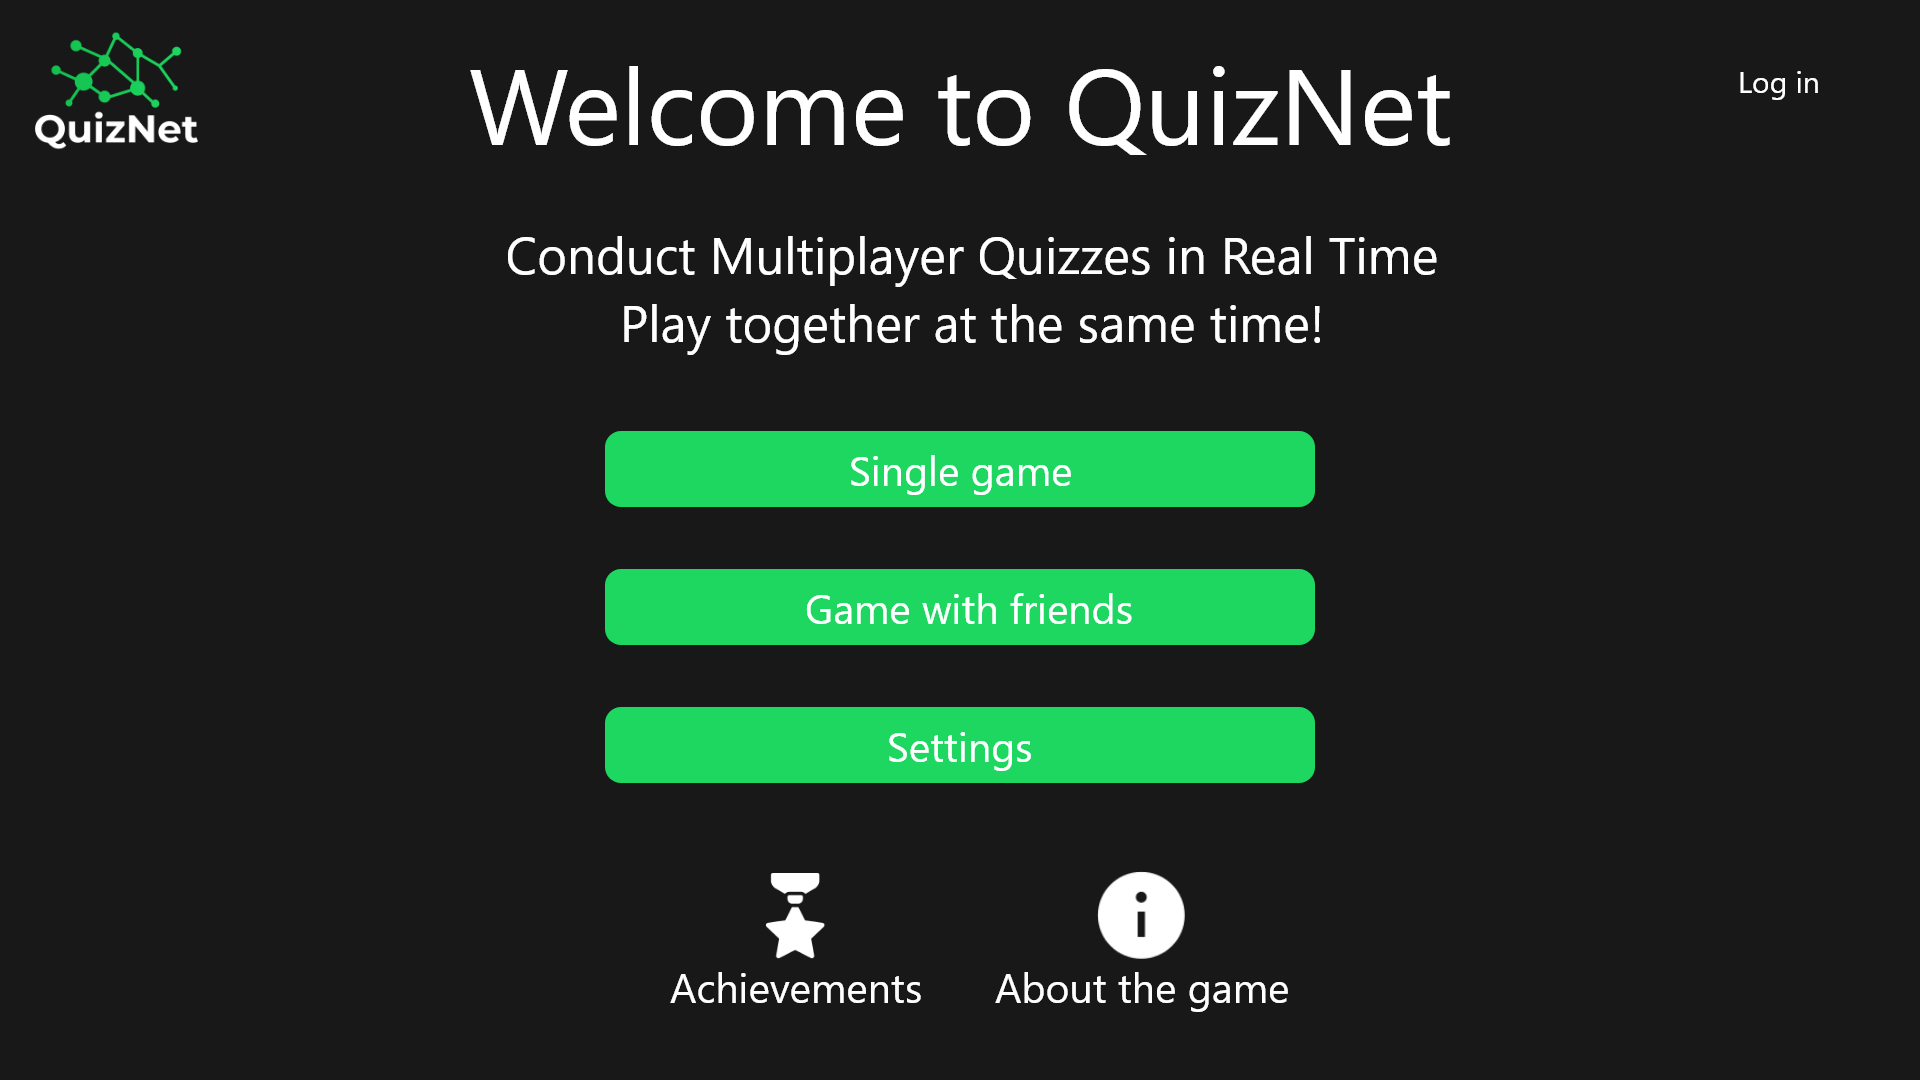 QuizNet
Welcome to QuizNet
Log in
Conduct Multiplayer Quizzes in Real Time
Play together at the same time!
Single game
Game with friends
Settings
Achievements
About the game